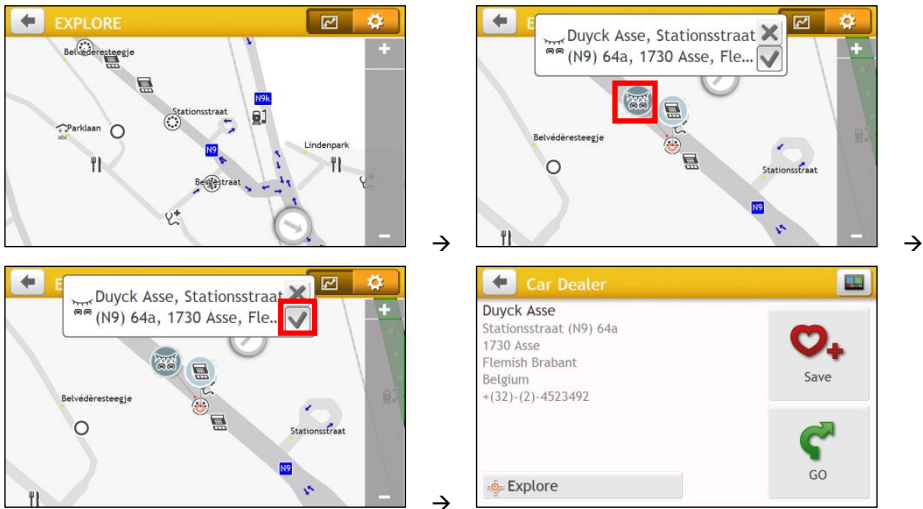 EXPLORE
Belvédèresteegje
Stationsstraat
N9k
Parklaan
abc
Lindenpark
N9
Bergestraat
→
E
Duyck Asse, Stationsstraat
(N9) 64a, 1730 Asse, Fle...
Belvédèresteegje
Stationsstraat
N9
→
E
Duyck Asse, Stationsstraat
(N9) 64a, 1730 Asse, Fle...
Belvédèresteegje
Stationsstraat
N9
→
Car Dealer
Duyck Asse
Stationsstraat (N9) 64a
1730 Asse
Flemish Brabant
Belgium
+(32)-(2)-4523492
Save
GO
Explore